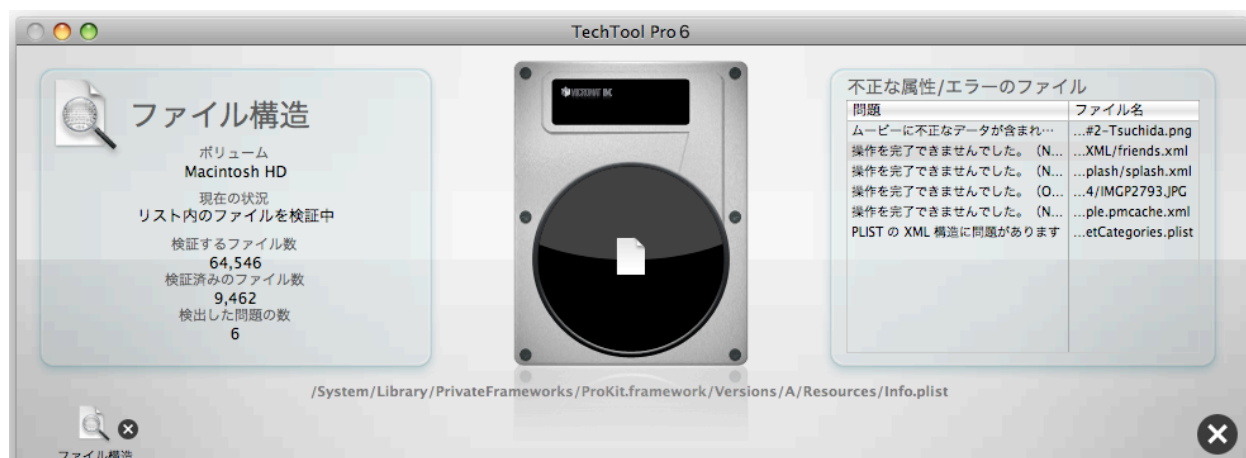 TechTool Pro 6
ファイル構造
ボリューム
Macintosh HD
現在の状況
リスト内のファイルを検証中
検証するファイル数
64,546
検証済みのファイル数
9,462
検出した問題の数
6
MICROMAT INC
不正な属性/エラーのファイル
問題 ファイル名
ムービーに不正なデータが含まれ… ...#2-Tsuchida.png
操作を完了できませんでした。（N... ...XML/friends.xml
操作を完了できませんでした。（N... ...plash/splash.xml
操作を完了できませんでした。（O... ...4/IMGP2793.JPG
操作を完了できませんでした。（N... ...ple.pmcache.xml
PLIST の XML 構造に問題があります ...etCategories.plist
/System/Library/PrivateFrameworks/ProKit.framework/Versions/A/Resources/Info.plist
ファイル構造